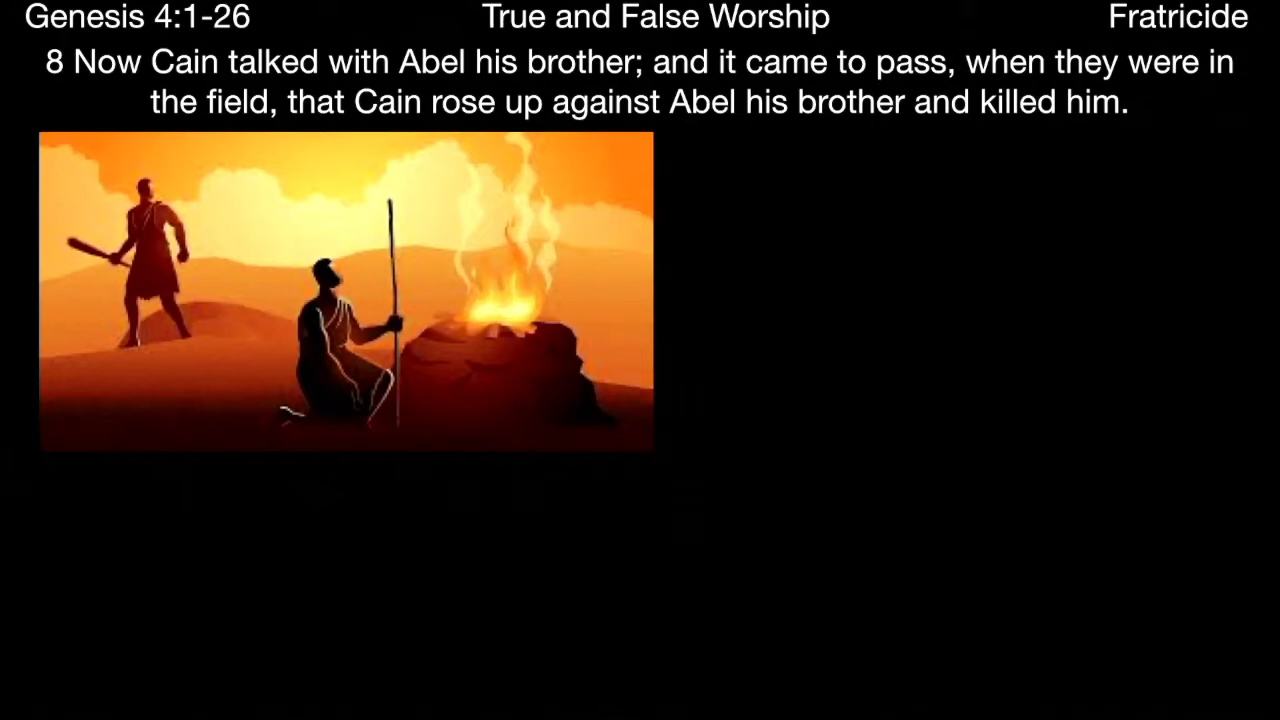 Genesis 4:1-26 True and False Worship Fratricide
8 Now Cain talked with Abel his brother; and it came to pass, when they were in
the field, that Cain rose up against Abel his brother and killed him.